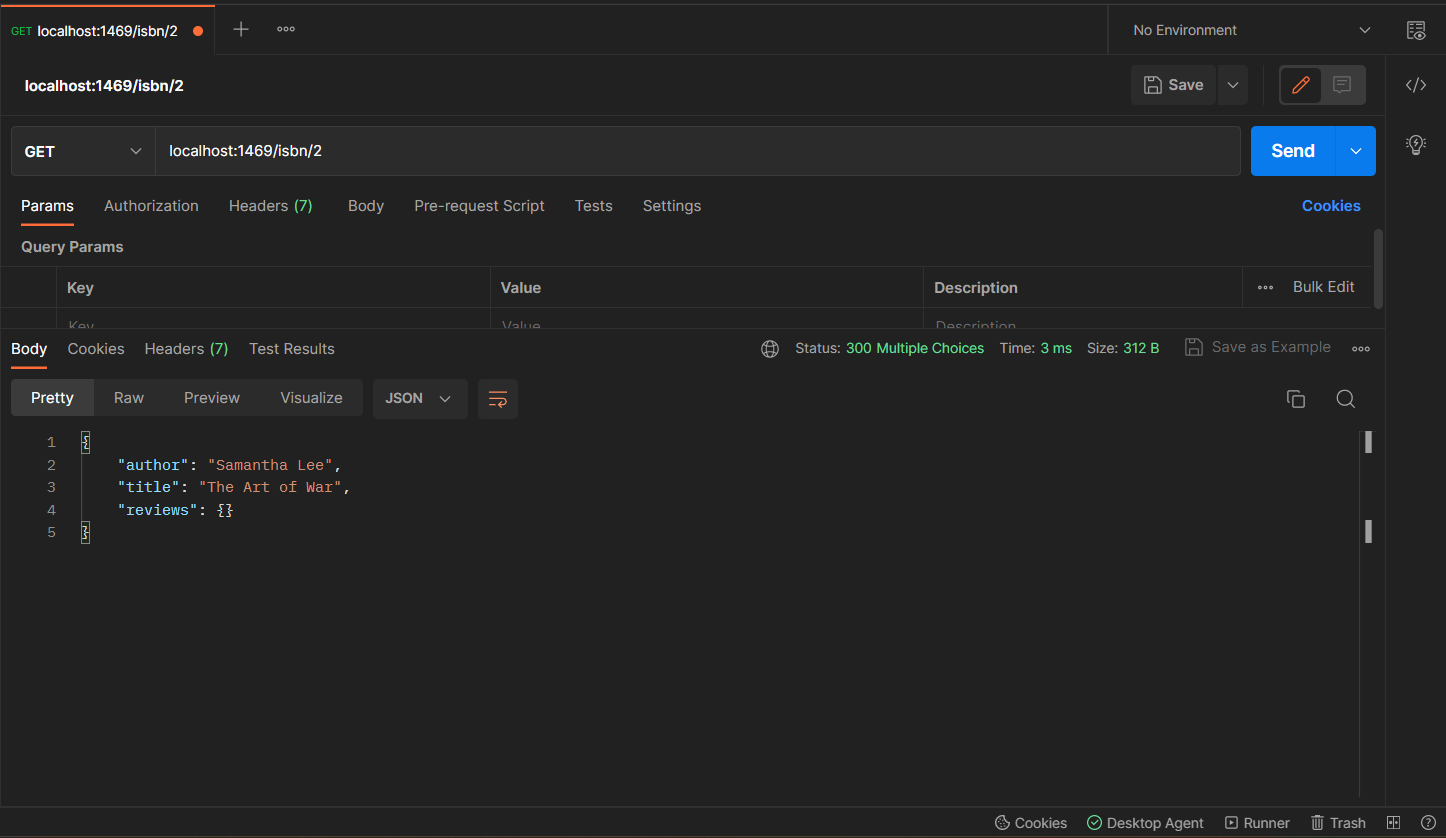 GET localhost:1469/isbn/2
No Environment
localhost:1469/isbn/2
Save
GET
localhost:1469/isbn/2
Send
Params Authorization Headers (7) Body Pre-request Script Tests Settings Cookies
Query Params
Key Value Description Bulk Edit
Key Value Description
Body Cookies Headers (7) Test Results Status: 300 Multiple Choices Time: 3 ms Size: 312 B Save as Example
Pretty Raw Preview Visualize JSON
1 {
2 "author": "Samantha Lee",
3 "title": "The Art of War",
4 "reviews": {}
5 }
Cookies Desktop Agent Runner Trash